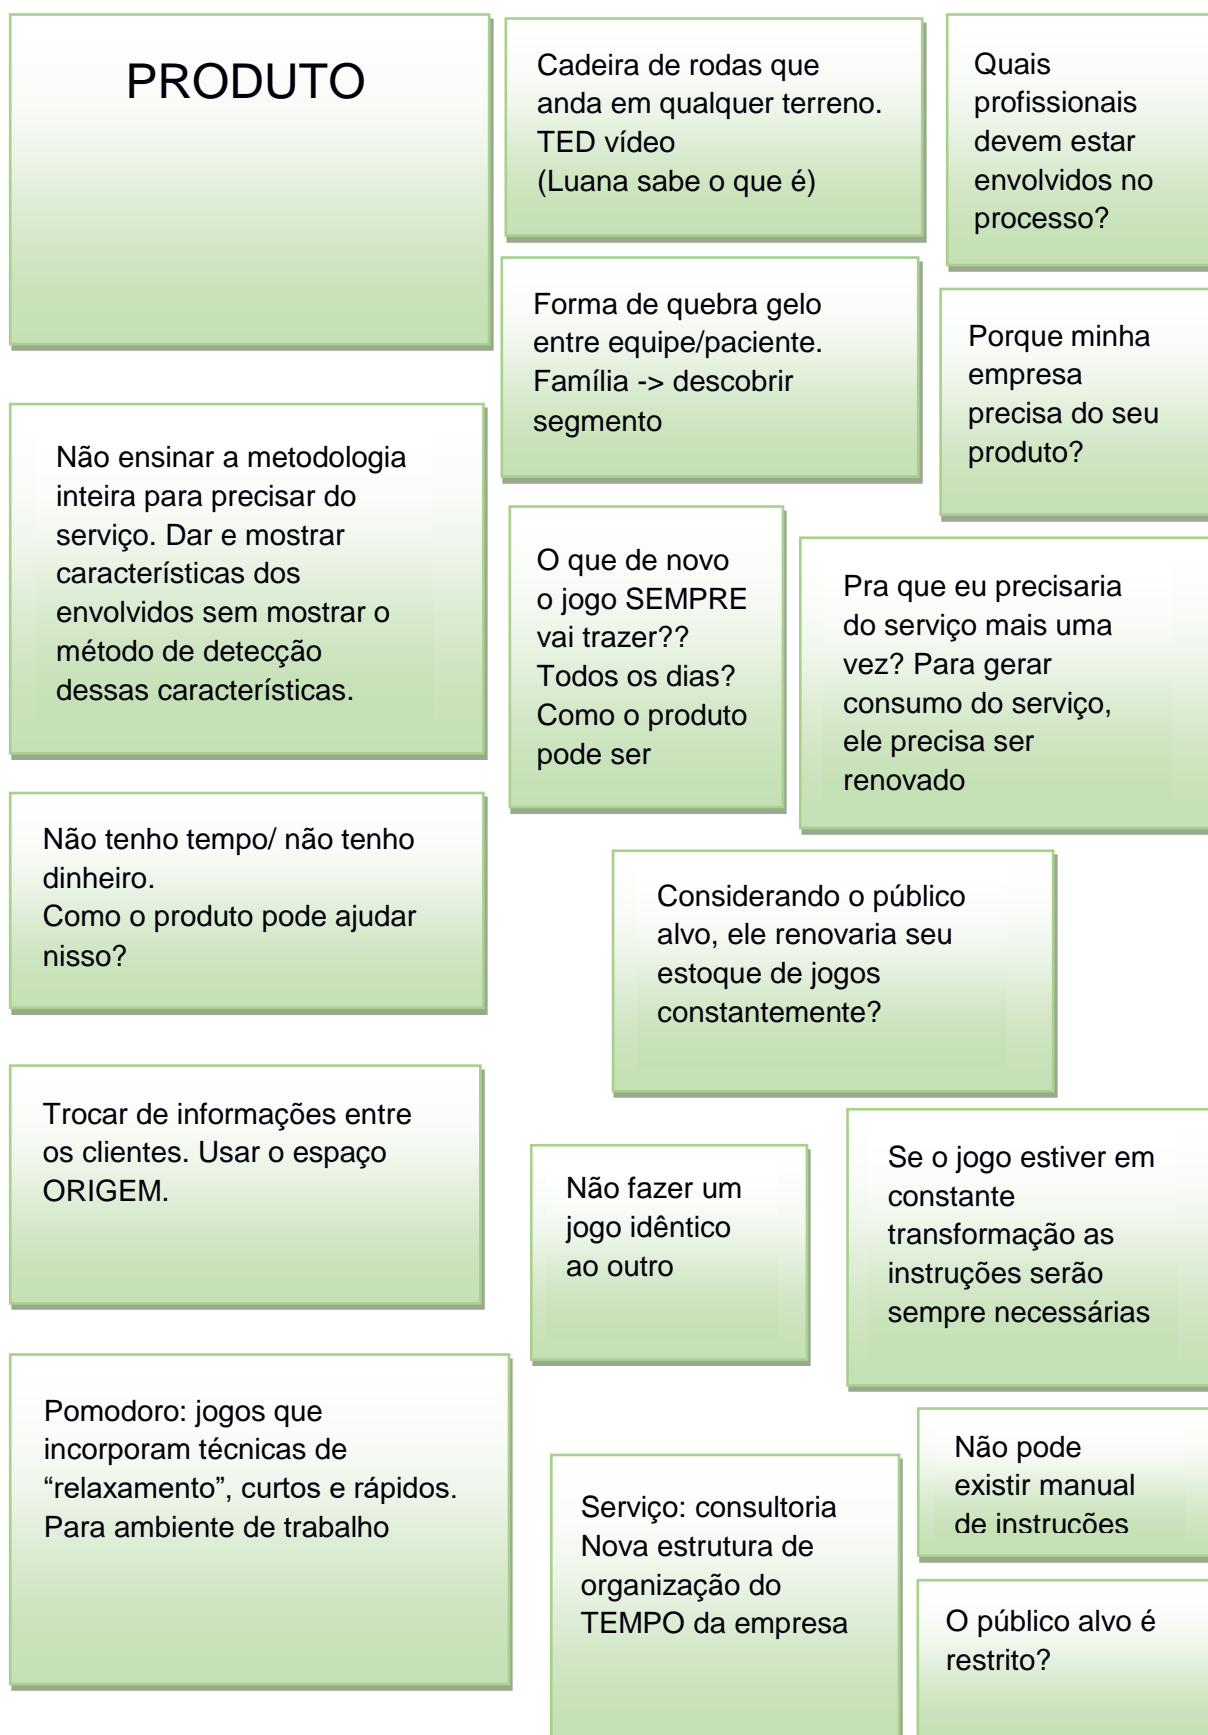 PRODUTO
Cadeira de rodas que
anda em qualquer terreno.
TED vídeo
(Luana sabe o que é)
Quais
profissionais
devem estar
envolvidos no
processo?
Forma de quebra gelo
entre equipe/paciente.
Família -> descobrir
segmento
Porque minha
empresa
precisa do seu
produto?
Não ensinar a metodologia
inteira para precisar do
serviço. Dar e mostrar
características dos
envolvidos sem mostrar o
método de detecção
dessas características.
O que de novo
o jogo SEMPRE
vai trazer??
Todos os dias?
Como o produto
pode ser
Pra que eu precisaria
do serviço mais uma
vez? Para gerar
consumo do serviço,
ele precisa ser
renovado
Não tenho tempo/ não tenho
dinheiro.
Como o produto pode ajudar
nisso?
Considerando o público
alvo, ele renovaria seu
estoque de jogos
constantemente?
Trocar de informações entre
os clientes. Usar o espaço
ORIGEM.
Não fazer um
jogo idêntico
ao outro
Se o jogo estiver em
constante
transformação as
instruções serão
sempre necessárias
Pomodoro: jogos que
incorporam técnicas de
“relaxamento”, curtos e rápidos.
Para ambiente de trabalho
Serviço: consultoria
Nova estrutura de
organização do
TEMPO da empresa
Não pode
existir manual
de instruções
O público alvo é
restrito?